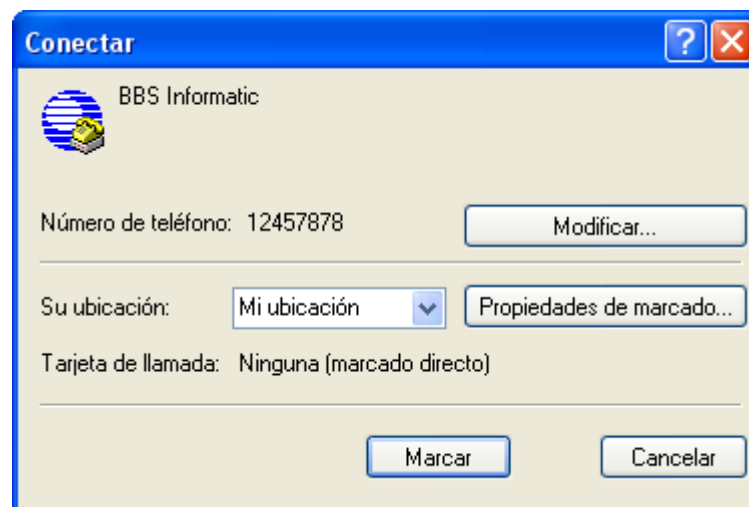 Conectar
BBS Informatic
Número de teléfono: 12457878 Modificar...
Su ubicación: Mi ubicación Propiedades de marcado...
Tarjeta de llamada: Ninguna (marcado directo)
Marcar Cancelar